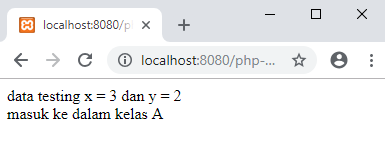 localhost:8080/p
localhost:8080/php-...
data testing x = 3 dan y = 2
masuk ke dalam kelas A